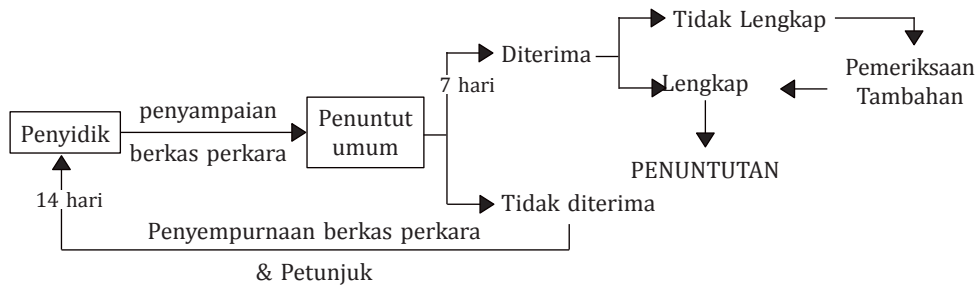 Tidak Lengkap
Diterima
7 hari
Pemeriksaan
Tambahan
Lengkap
penyampaian
Penyidik
berkas perkara
Penuntut
umum
PENUNTUTAN
14 hari
Tidak diterima
Penyempurnaan berkas perkara
& Petunjuk